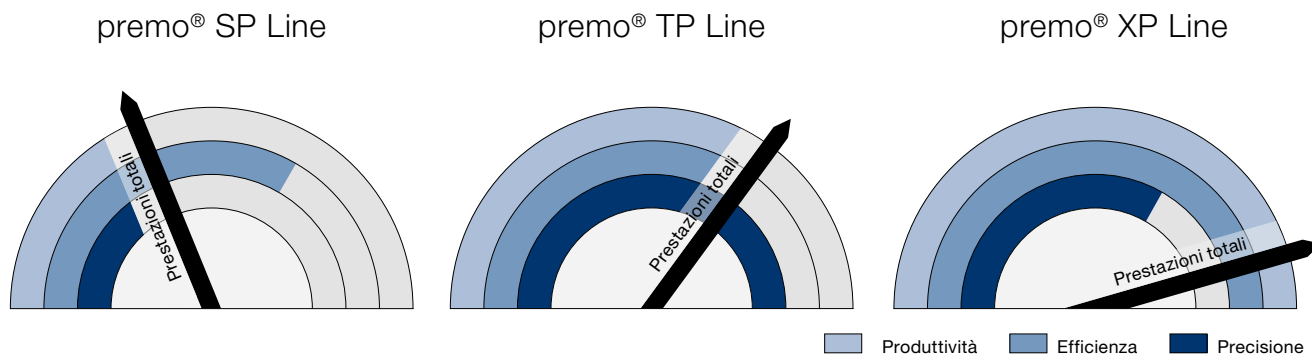 premo® SP Line
premo® TP Line
premo® XP Line
Prestazioni totali
Prestazioni totali
Prestazioni totali
Produttività
Efficienza
Precisione